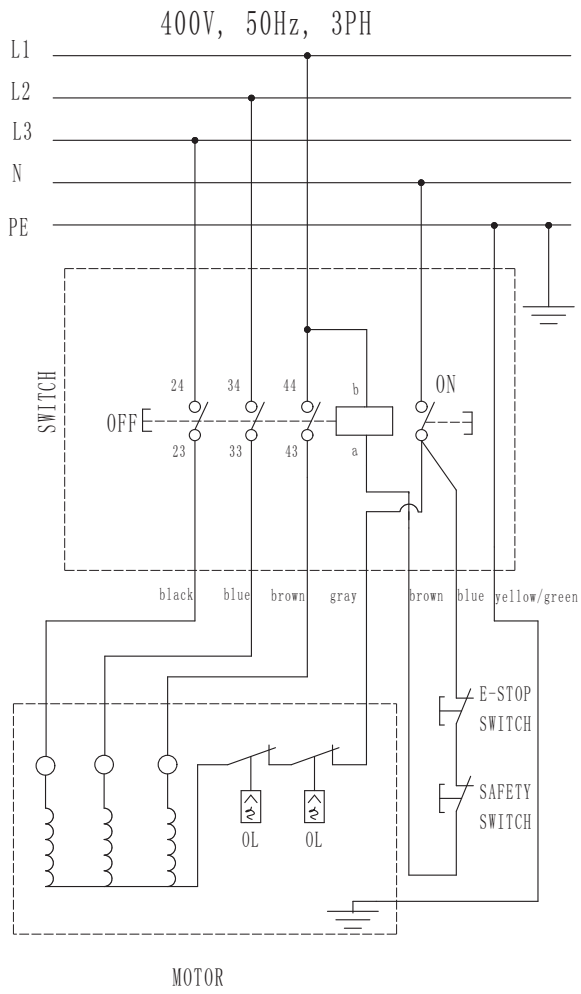 400V, 50Hz, 3PH
L1
L2
L3
N
PE
SWITCH
24 34 44 b ON
OFF
23 33 43 a
black blue brown gray brown blue yellow/green
E-STOP
SWITCH
SAFETY
SWITCH
OL OL
MOTOR